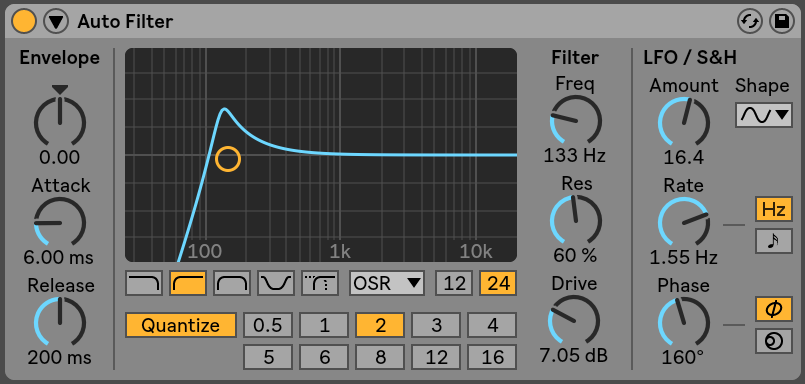 Auto Filter
Envelope
0.00
Attack
6.00 ms
Release
200 ms
100 1k 10k
OSR 12 24
Quantize 0.5 1 2 3 4
5 6 8 12 16
Filter
Freq
133 Hz
Res
60 %
Drive
7.05 dB
LFO / S&H
Amount Shape
16.4
Rate
Hz
1.55 Hz
Phase
160°